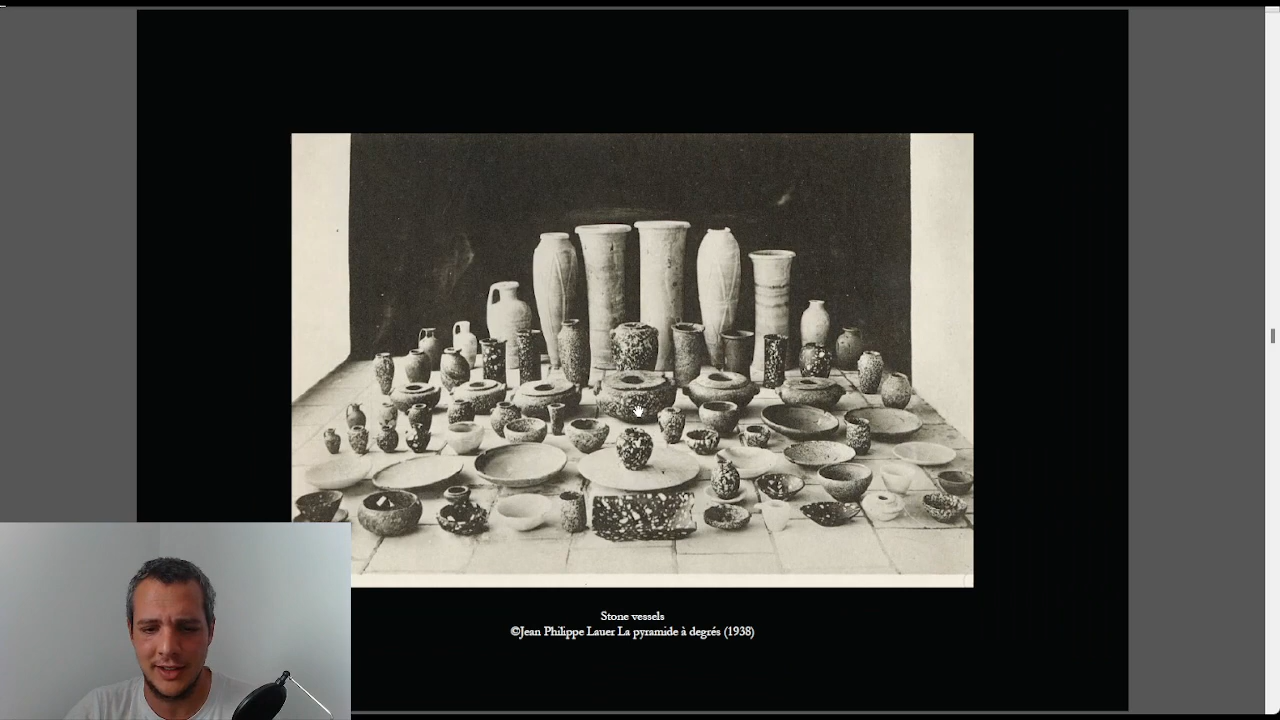 Stone vessels
©Jean Philippe Lauer La pyramide à degrés (1938)